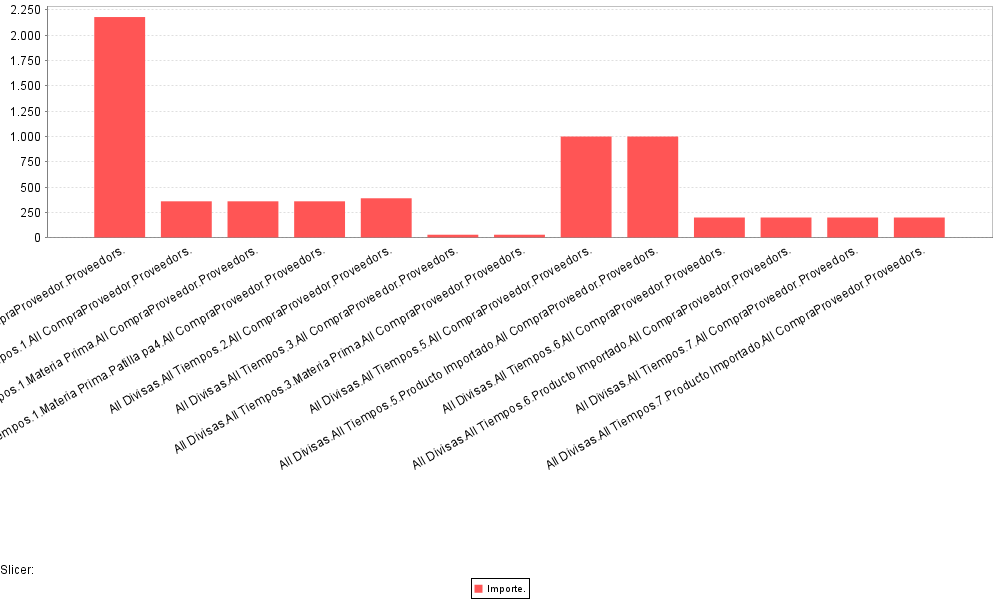 2.250
2.000
1.750
1.500
1.250
1.000
750
500
250
0
praProveedor.Proveedors.
pos.1.All CompraProveedor.Proveedors.
pos.1.Materia Prima.All CompraProveedor.Proveedors.
empos.1.Materia Prima.Pafilla pa4.All CompraProveedor.Proveedors.
All Divisas.All Tiempos.2.All CompraProveedor.Proveedors.
All Divisas.All Tiempos.3.All CompraProveedor.Proveedors.
All Divisas.All Tiempos.3.Materia Prima.All CompraProveedor.Proveedors.
All Divisas.All Tiempos.5.All CompraProveedor.Proveedors.
All Divisas.All Tiempos.5.Producto Importado.All CompraProveedor.Proveedors.
All Divisas.All Tiempos.6.All CompraProveedor.Proveedors.
All Divisas.All Tiempos.6.Producto Importado.All CompraProveedor.Proveedors.
All Divisas.All Tiempos.7.All CompraProveedor.Proveedors.
All Divisas.All Tiempos.7.Producto Importado.All CompraProveedor.Proveedors.
Slicer:
Importe.